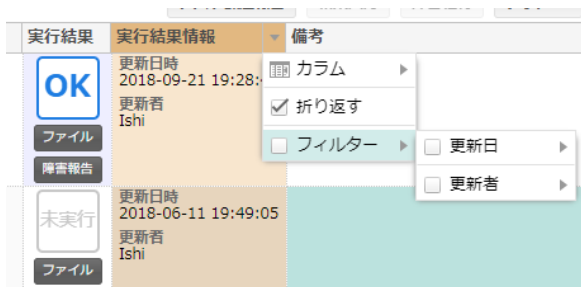 実行結果
実行結果情報
備考
OK
ファイル
障害報告
更新日時
2018-09-21 19:28:
更新者
Ishi
カラム
折り返す
フィルター
更新日
更新者
未実行
ファイル
更新日時
2018-06-11 19:49:05
更新者
Ishi